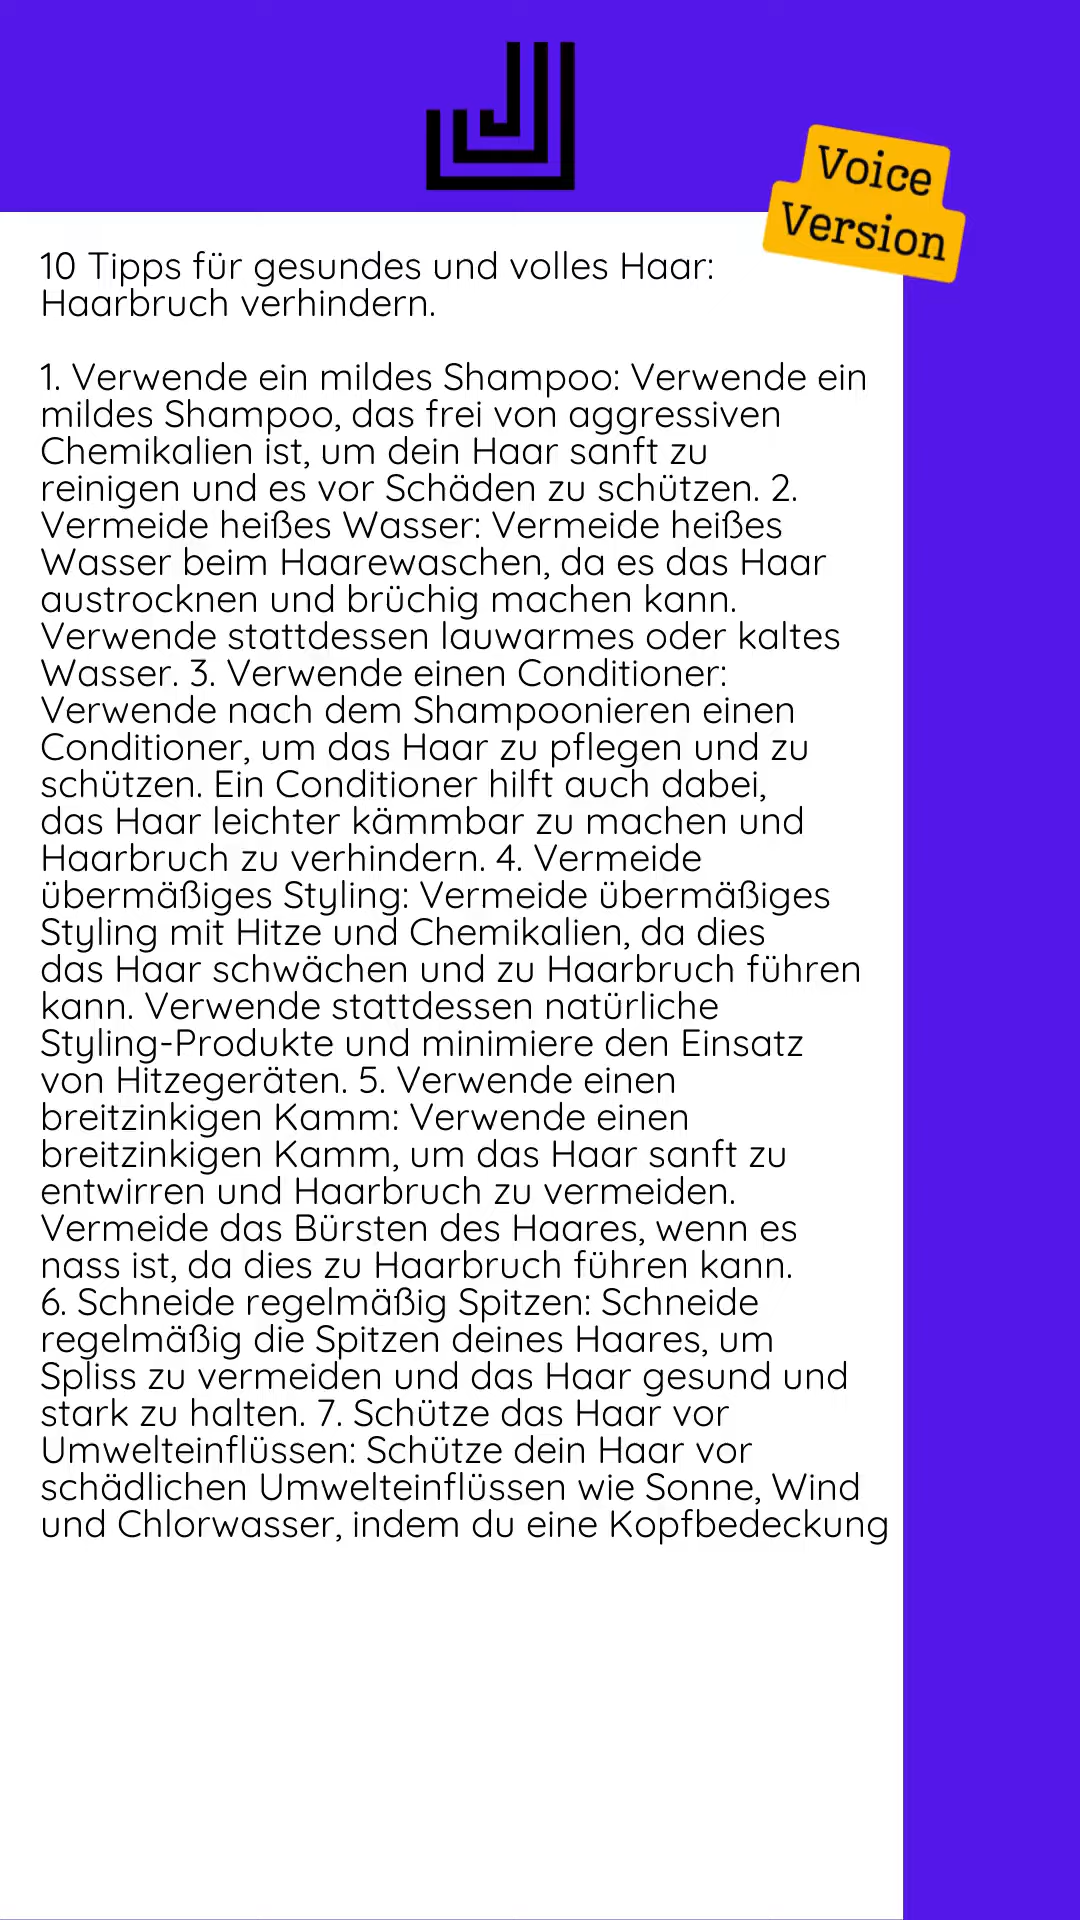 Voice
Version
10 Tipps für gesundes und volles Haar:
Haarbruch verhindern.
1. Verwende ein mildes Shampoo: Verwende ein
mildes Shampoo, das frei von aggressiven
Chemikalien ist, um dein Haar sanft zu
reinigen und es vor Schäden zu schützen. 2.
Vermeide heißes Wasser: Vermeide heißes
Wasser beim Haarewaschen, da es das Haar
austrocknen und brüchig machen kann.
Verwende stattdessen lauwarmes oder kaltes
Wasser. 3. Verwende einen Conditioner:
Verwende nach dem Shampoonieren einen
Conditioner, um das Haar zu pflegen und zu
schützen. Ein Conditioner hilft auch dabei,
das Haar leichter kämmbar zu machen und
Haarbruch zu verhindern. 4. Vermeide
übermäßiges Styling: Vermeide übermäßiges
Styling mit Hitze und Chemikalien, da dies
das Haar schwächen und zu Haarbruch führen
kann. Verwende stattdessen natürliche
Styling-Produkte und minimiere den Einsatz
von Hitzegeräten. 5. Verwende einen
breitzinkigen Kamm: Verwende einen
breitzinkigen Kamm, um das Haar sanft zu
entwirren und Haarbruch zu vermeiden.
Vermeide das Bürsten des Haares, wenn es
nass ist, da dies zu Haarbruch führen kann.
6. Schneide regelmäßig Spitzen: Schneide
regelmäßig die Spitzen deines Haares, um
Spliss zu vermeiden und das Haar gesund und
stark zu halten. 7. Schütze das Haar vor
Umwelteinflüssen: Schütze dein Haar vor
schädlichen Umwelteinflüssen wie Sonne, Wind
und Chlorwasser, indem du eine Kopfbedeckung